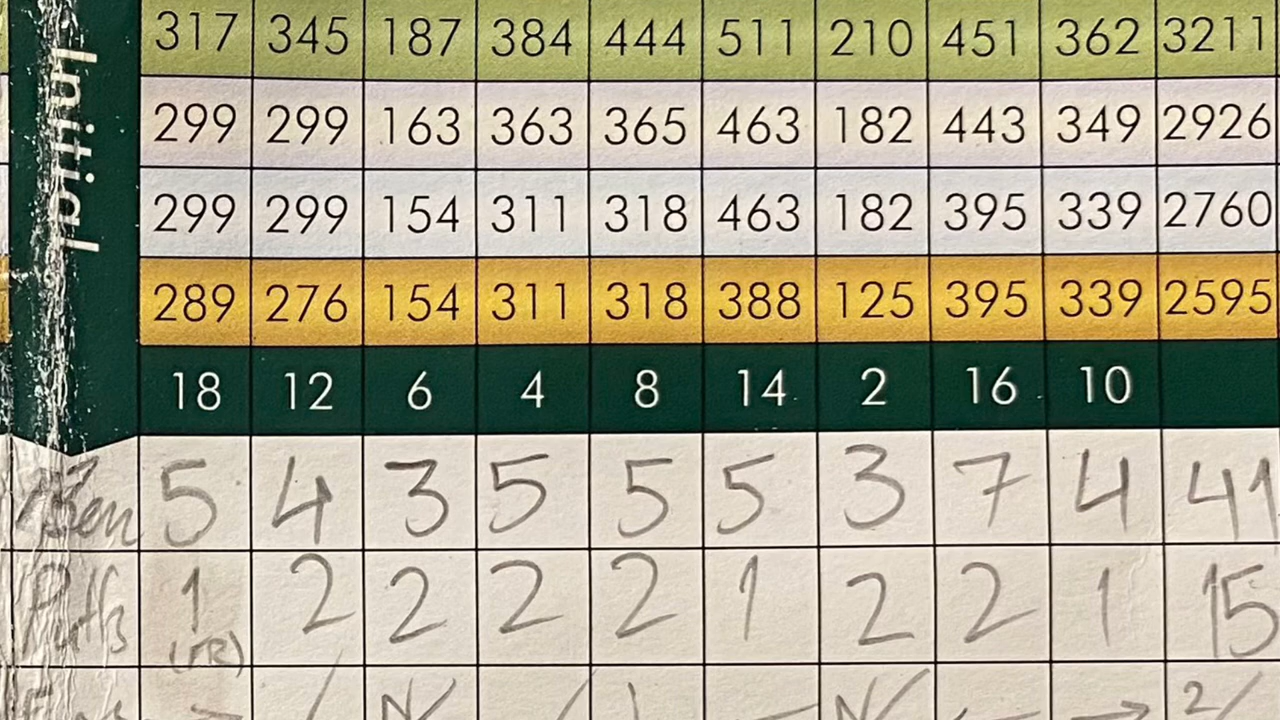 Initial
317 345 187 384 444 511 210 451 362 3211
299 299 163 363 365 463 182 443 349 2926
299 299 154 311 318 463 182 395 339 2760
289 276 154 311 318 388 125 395 339 2595
18 12 6 4 8 14 2 16 10
Ben 5 4 3 5 5 5 3 7 4 41
Putts 1 2 2 2 2 1 2 2 1 15
(FR)